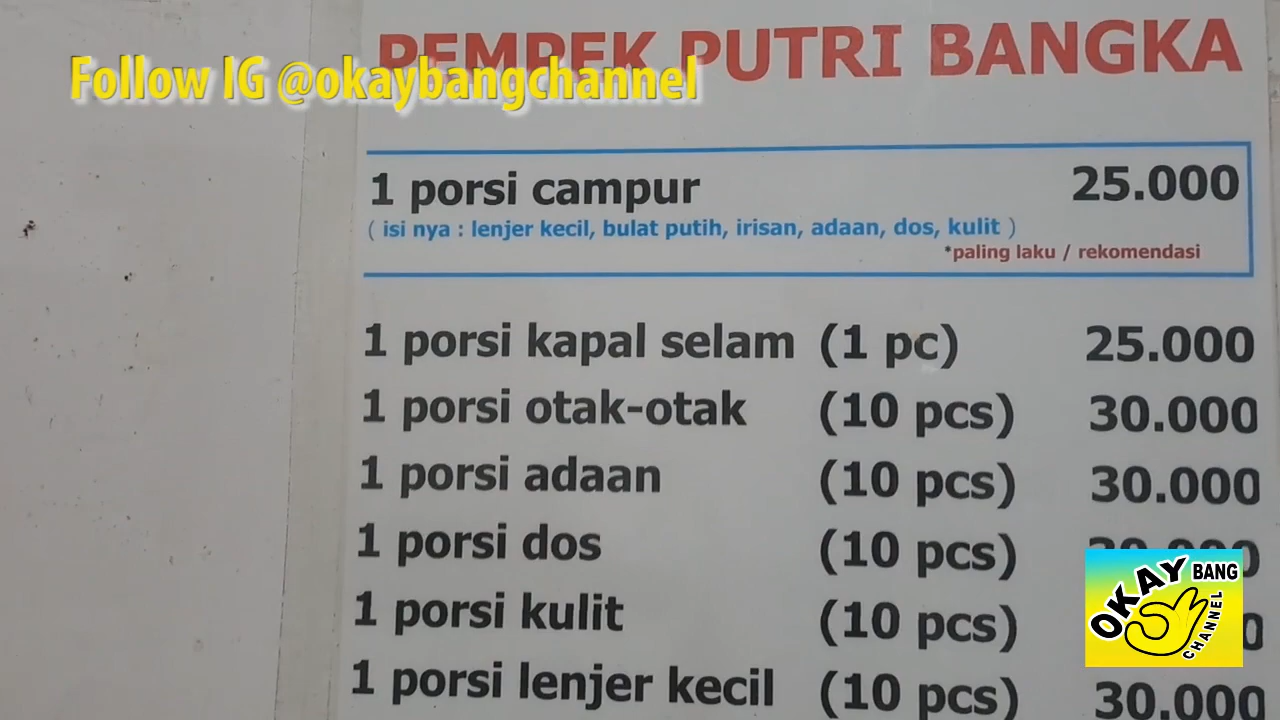 PEMPEK PUTRI BANGKA
Follow IG @okaybangchannel
1 porsi campur 25.000
( isi nya : lenjer kecil, bulat putih, irisan, adaan, dos, kulit )
*paling laku / rekomendasi
1 porsi kapal selam (1 pc) 25.000
1 porsi otak-otak (10 pcs) 30.000
1 porsi adaan (10 pcs) 30.000
1 porsi dos (10 pcs)
1 porsi kulit (10 pcs)
1 porsi lenjer kecil (10 pcs) 30.000
OKAY BANG
CHANNEL